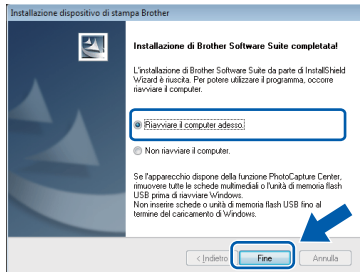 Installazione dispositivo di stampa Brother
Installazione di Brother Software Suite completata!
L'installazione di Brother Software Suite da parte di InstallShield
Wizard è riuscita. Per potere utilizzare il programma, occorre
riavviare il computer.
Riavviare il computer adesso.
Non riavviare il computer.
Se l'apparecchio dispone della funzione PhotoCapture Center,
rimuovere tutte le schede multimediali o l'unità di memoria flash
USB prima di riavviare Windows.
Non inserire schede o unità di memoria flash USB fino al
termine del caricamento di Windows.
< Indietro
Fine
Annulla